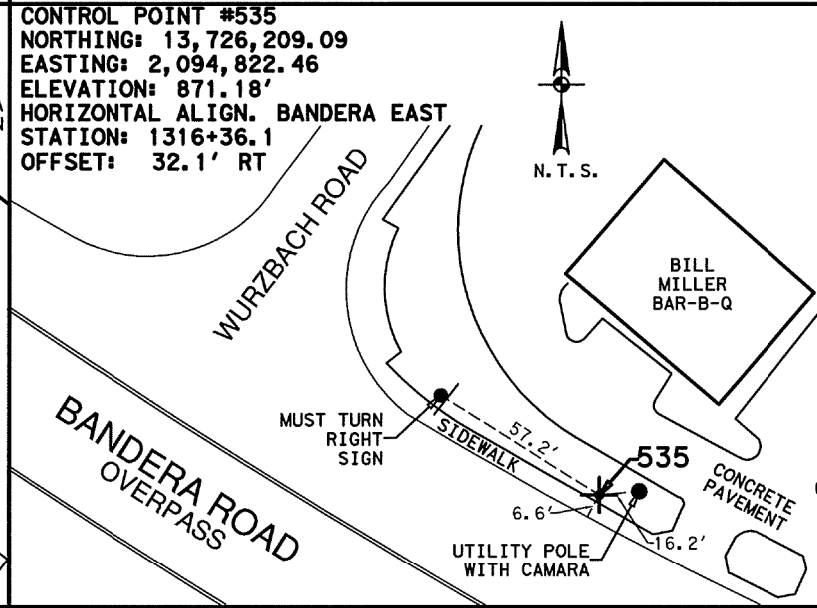 CONTROL POINT #535
NORTHING: 13,726,209.09
EASTING: 2,094,822.46
ELEVATION: 871.18'
HORIZONTAL ALIGN. BANDERA EAST
STATION: 1316+36.1
OFFSET: 32.1' RT
N.T.S.
WURZBACH ROAD
BILL
MILLER
BAR-B-Q
MUST TURN
RIGHT
SIGN
57.2'
SIDEWALK
535
CONCRETE
PAVEMENT
6.6'
16.2'
UTILITY POLE
WITH CAMARA
BANDERA ROAD
OVERPASS